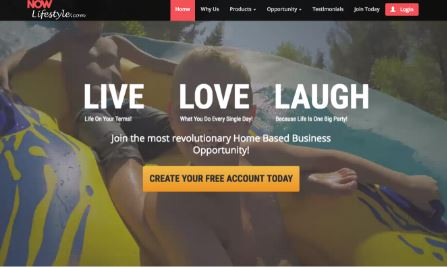 NOW
Lifestyle.com
Home Why Us Products Opportunity Testimonials Join Today Login
LIVE LOVE LAUGH
Life On Your Terms! What You Do Every Single Day! Because Life Is One Big Party!
Join the most revolutionary Home Based Business
Opportunity!
CREATE YOUR FREE ACCOUNT TODAY